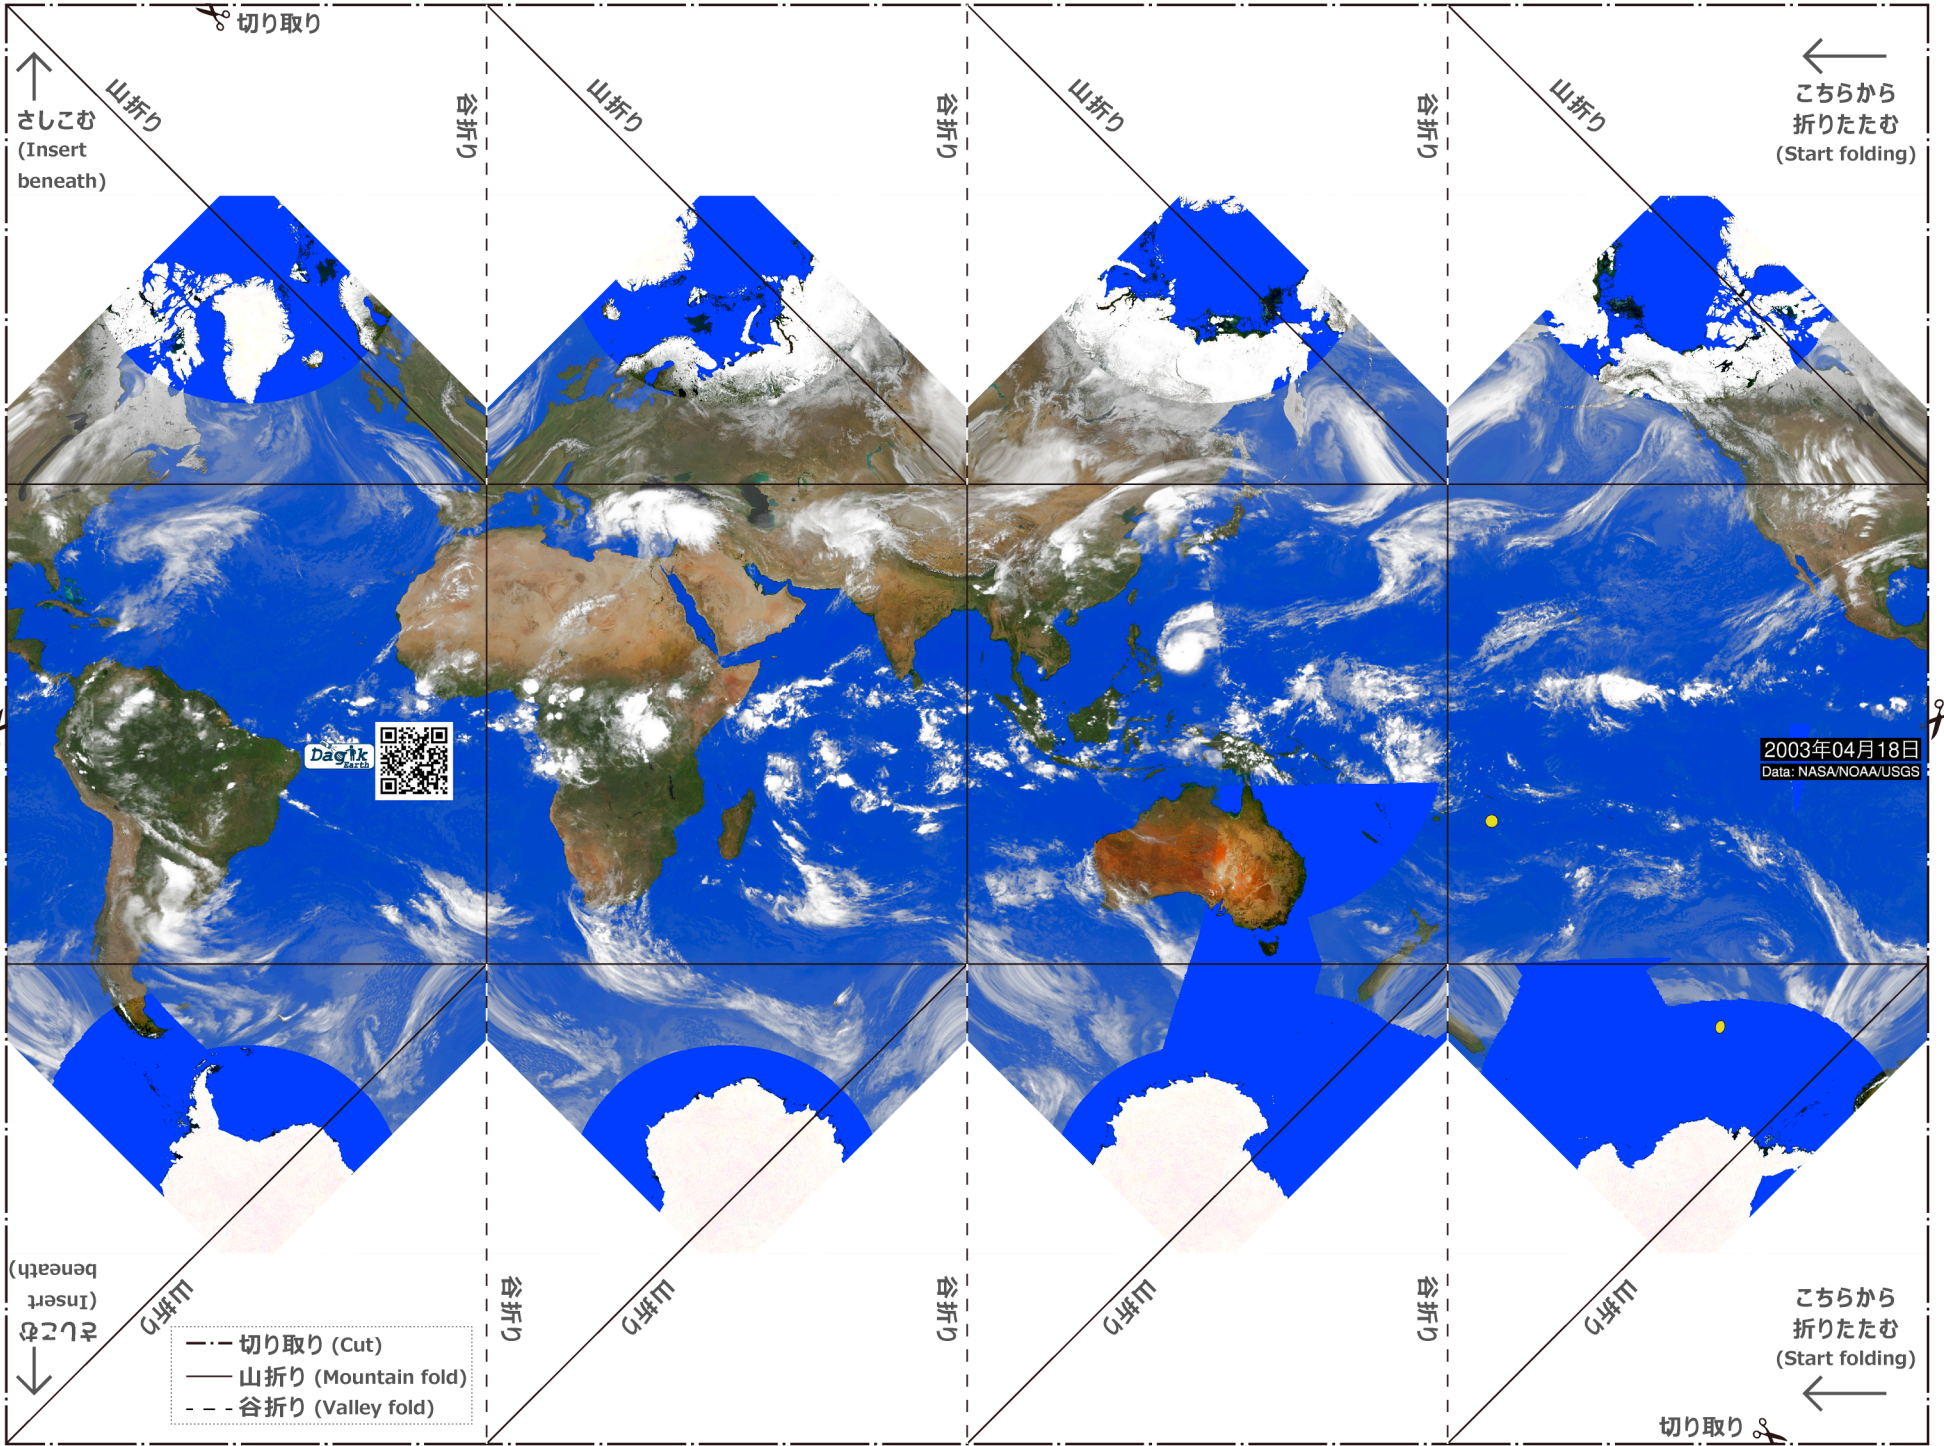 切り取り
山折り
谷折り
山折り
谷折り
山折り
谷折り
山折り
さしこむ
(Insert
beneath)
こちらから
折りたたむ
(Start folding)
Dagik
Earth
2003年04月18日
Data: NASA/NOAA/USGS
さしこむ
(Insert
beneath)
山折り
谷折り
山折り
谷折り
山折り
谷折り
山折り
こちらから
折りたたむ
(Start folding)
切り取り (Cut)
山折り (Mountain fold)
谷折り (Valley fold)
切り取り